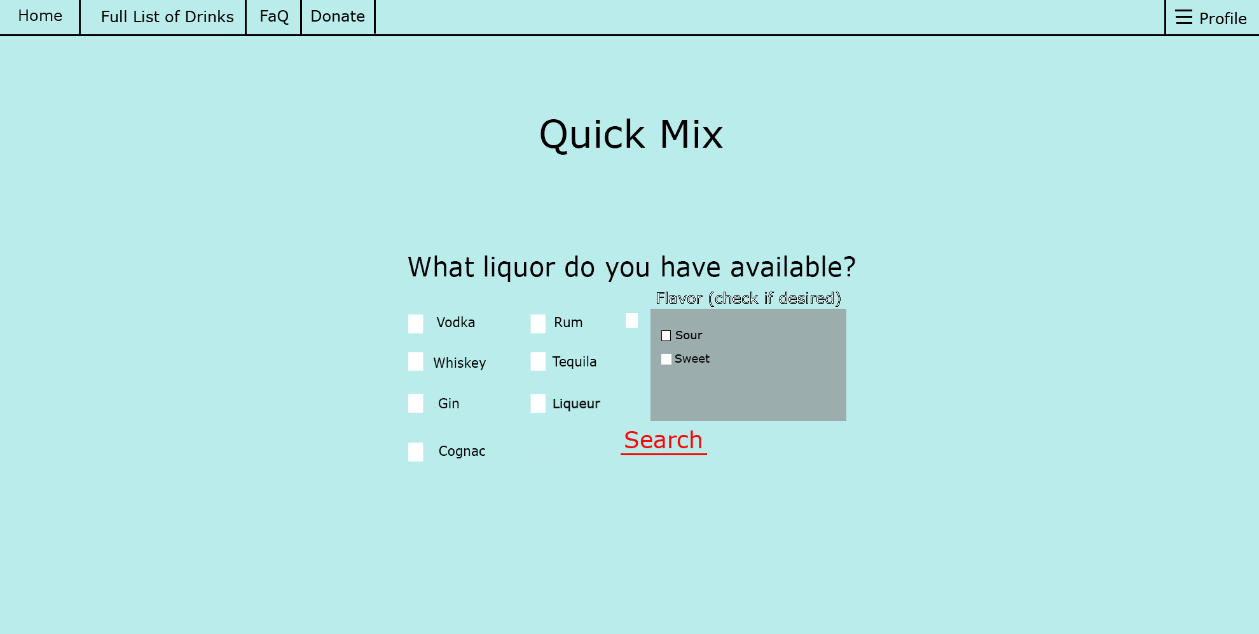 Home Full List of Drinks FaQ Donate ☰ Profile
Quick Mix
What liquor do you have available?
Flavor (check if desired)
Vodka Rum
Sour
Whiskey Tequila Sweet
Gin Liqueur
Search
Cognac